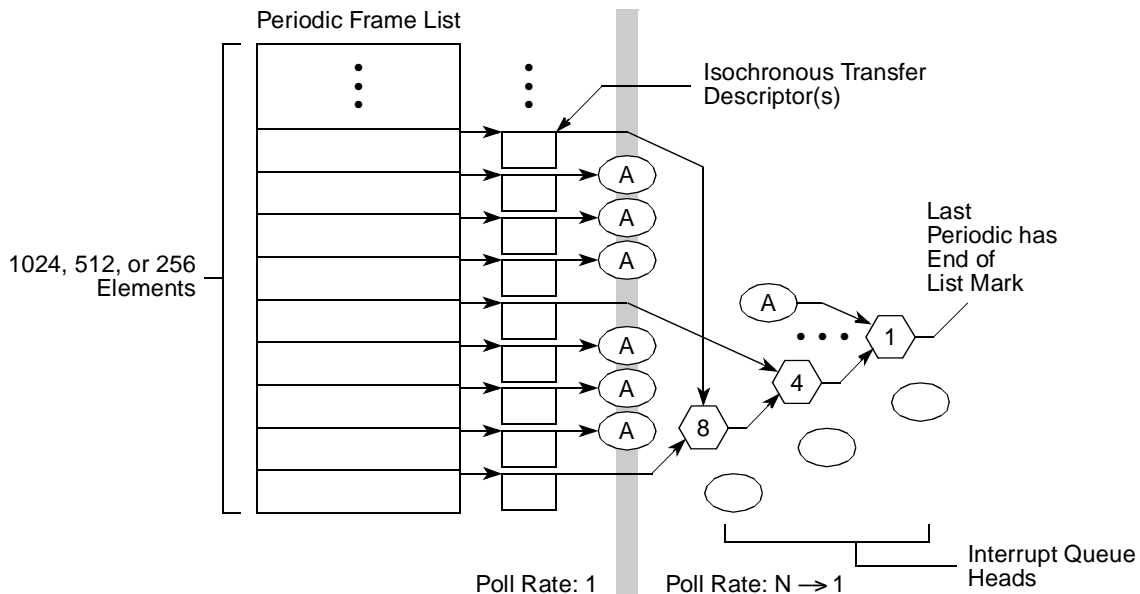 Periodic Frame List
Isochronous Transfer
Descriptor(s)
A
A
A
Last
Periodic has
End of
List Mark
1024, 512, or 256
Elements
A
1
A
4
A
A
8
Interrupt Queue
Heads
Poll Rate: 1
Poll Rate: N → 1